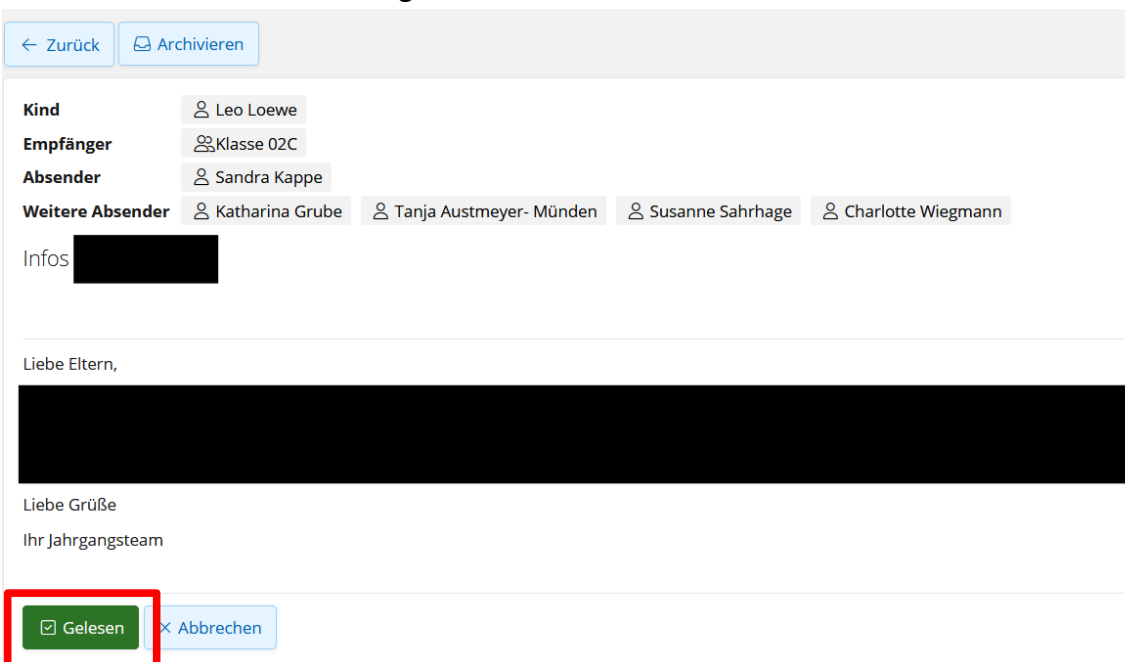 ← Zurück Archivieren
Kind Leo Loewe
Empfänger Klasse 02C
Absender Sandra Kappe
Weitere Absender Katharina Grube Tanja Austmeyer- Münden Susanne Sahrhage Charlotte Wiegmann
Infos
Liebe Eltern,
Liebe Grüße
Ihr Jahrgangsteam
Gelesen × Abbrechen